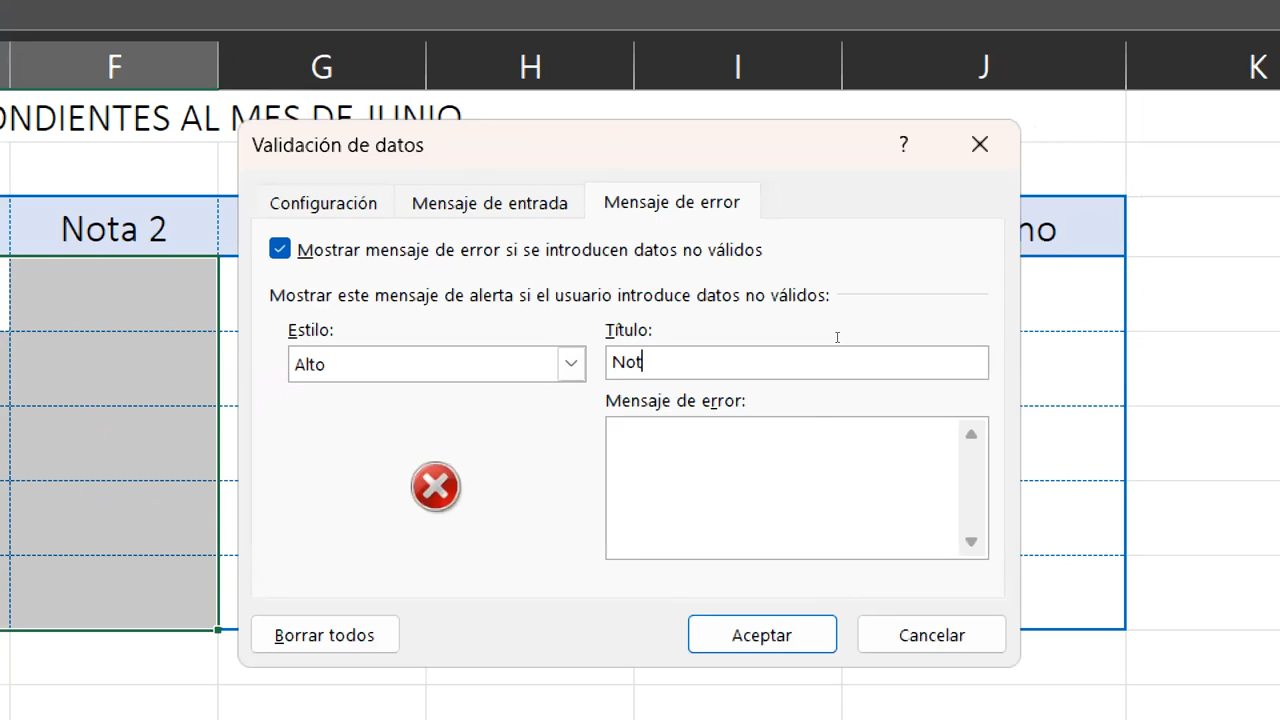 F G H I J K
ONDIENTES AL MES DE JUNIO
Validación de datos ?
Configuración Mensaje de entrada Mensaje de error
Nota 2
Mostrar mensaje de error si se introducen datos no válidos
Mostrar este mensaje de alerta si el usuario introduce datos no válidos:
Estilo: Título:
Alto Not
Mensaje de error:
Borrar todos Aceptar Cancelar